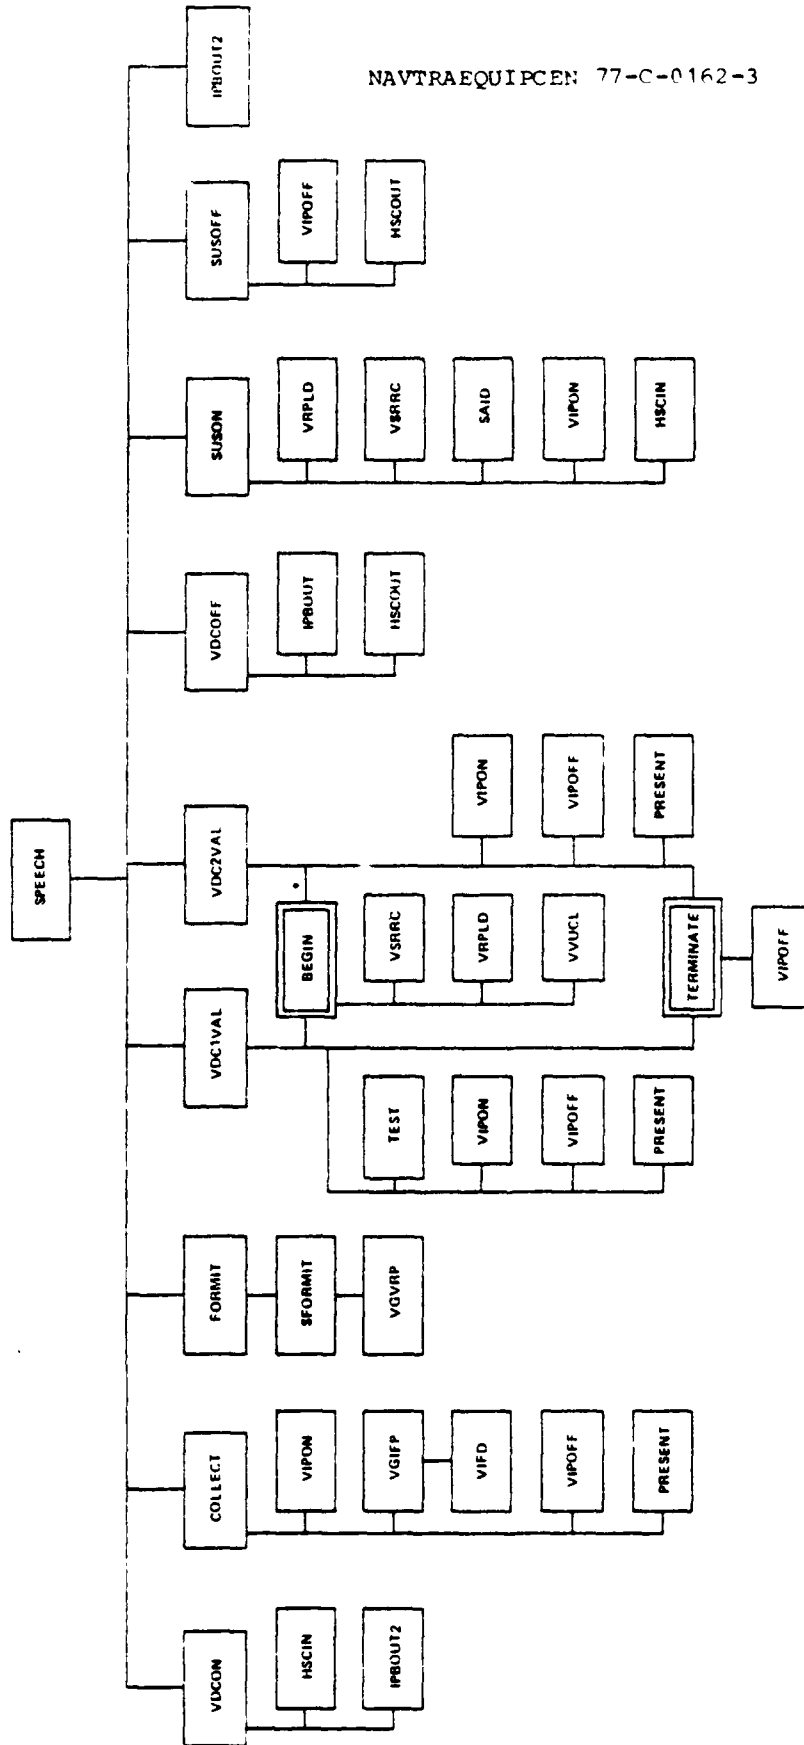 NAVTRAEQUIPCEN 77-C-0162-3
SPEECH
VDCON
HSCIN
IPBOUT2
COLLECT
VIPON
VGIFP
VIFD
VIPOFF
PRESENT
FORMIT
SFORMIT
VGVRP
VDC1VAL
TEST
VIPON
VIPOFF
PRESENT
BEGIN
VSRRC
VRPLD
VVUCL
TERMINATE
VIPOFF
VDC2VAL
*
VIPON
VIPOFF
PRESENT
VDCOFF
IPBOUT
HSCOUT
SUSON
VRPLD
VSRRC
SAID
VIPON
HSCIN
SUSOFF
VIPOFF
HSCOUT
IPBOUT2